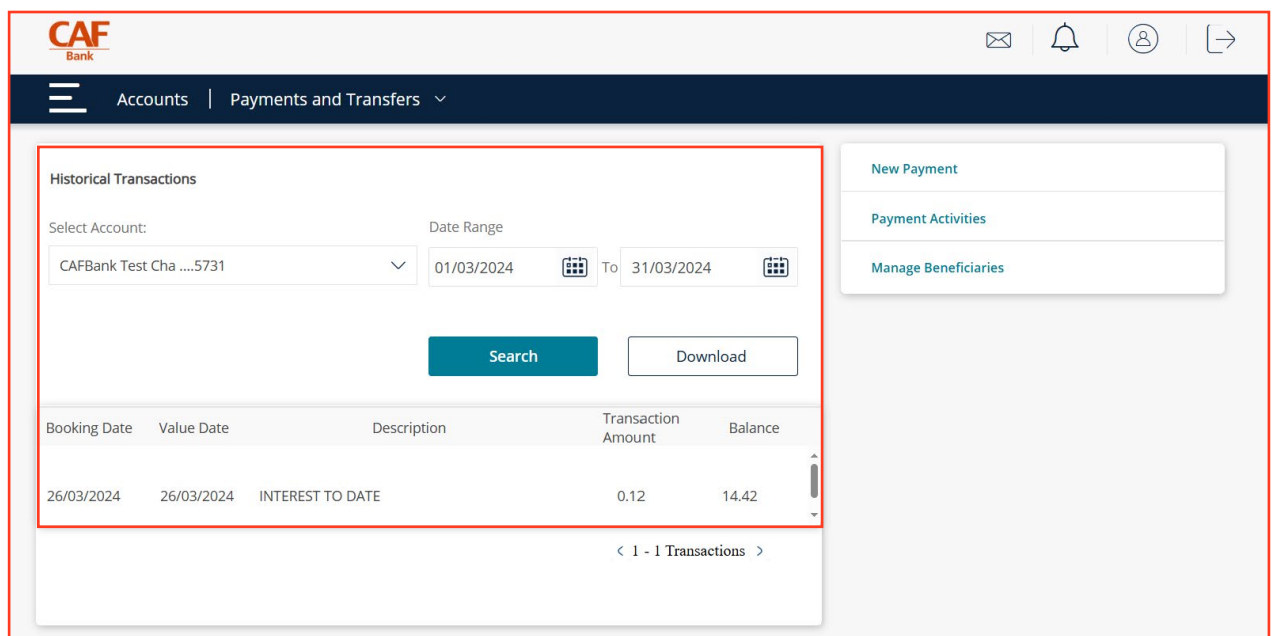 CAF
Bank
Accounts | Payments and Transfers
Historical Transactions
Select Account:
Date Range
CAFBank Test Cha ....5731
01/03/2024 To 31/03/2024
Search
Download
Booking Date Value Date Description Transaction Amount Balance
26/03/2024 26/03/2024 INTEREST TO DATE 0.12 14.42
< 1 - 1 Transactions >
New Payment
Payment Activities
Manage Beneficiaries